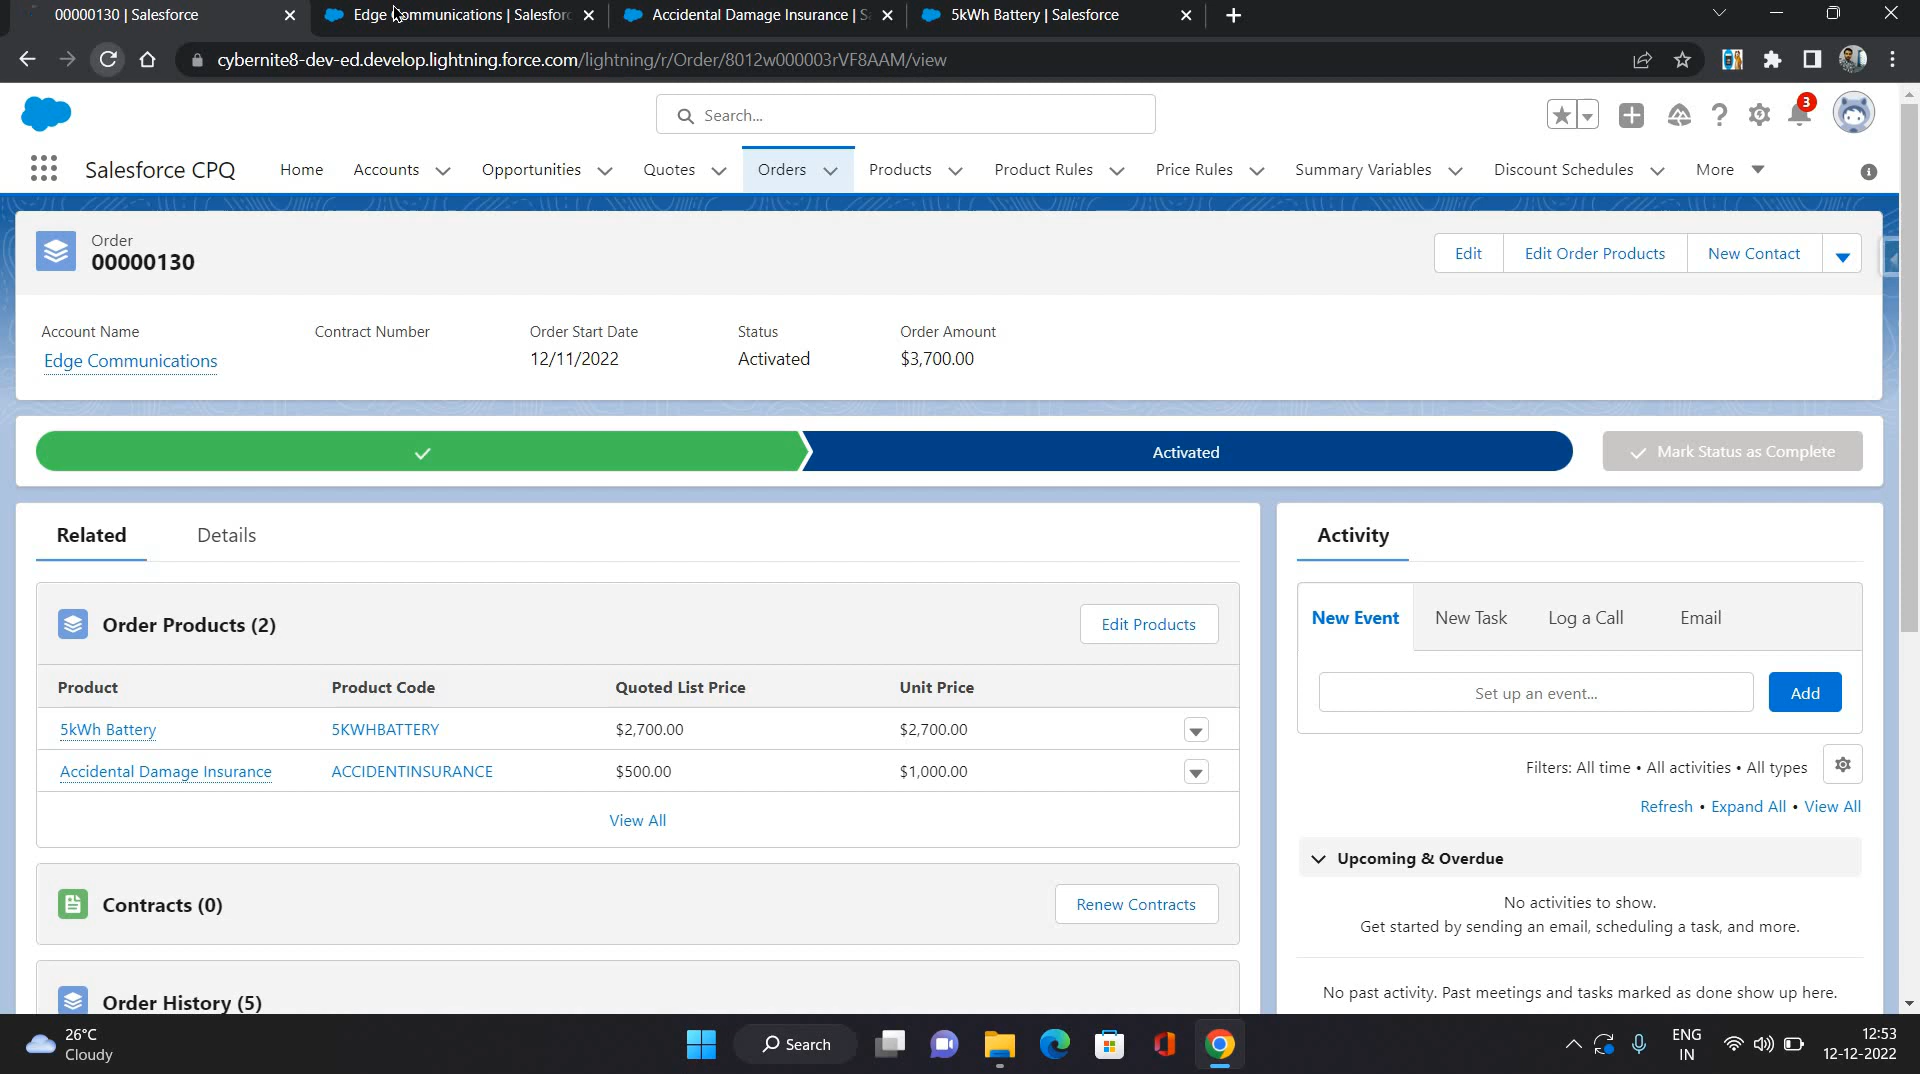 00000130 | Salesforce
Edge Communications | Salesforc
Accidental Damage Insurance | Sa
5kWh Battery | Salesforce
cybernite8-dev-ed.develop.lightning.force.com/lightning/r/Order/8012w000003rVF8AAM/view
Search...
3
Salesforce CPQ
Home
Accounts
Opportunities
Quotes
Orders
Products
Product Rules
Price Rules
Summary Variables
Discount Schedules
More
Order
00000130
Edit
Edit Order Products
New Contact
Account Name
Contract Number
Order Start Date
Status
Order Amount
Edge Communications
12/11/2022
Activated
$3,700.00
Activated
Mark Status as Complete
Related
Details
Order Products (2)
Edit Products
Product
Product Code
Quoted List Price
Unit Price
5kWh Battery
5KWHBATTERY
$2,700.00
$2,700.00
Accidental Damage Insurance
ACCIDENTINSURANCE
$500.00
$1,000.00
View All
Contracts (0)
Renew Contracts
Order History (5)
Activity
New Event
New Task
Log a Call
Email
Set up an event...
Add
Filters: All time • All activities • All types
Refresh • Expand All • View All
Upcoming & Overdue
No activities to show.
Get started by sending an email, scheduling a task, and more.
No past activity. Past meetings and tasks marked as done show up here.
26°C
Cloudy
Search
ENG
IN
12:53
12-12-2022